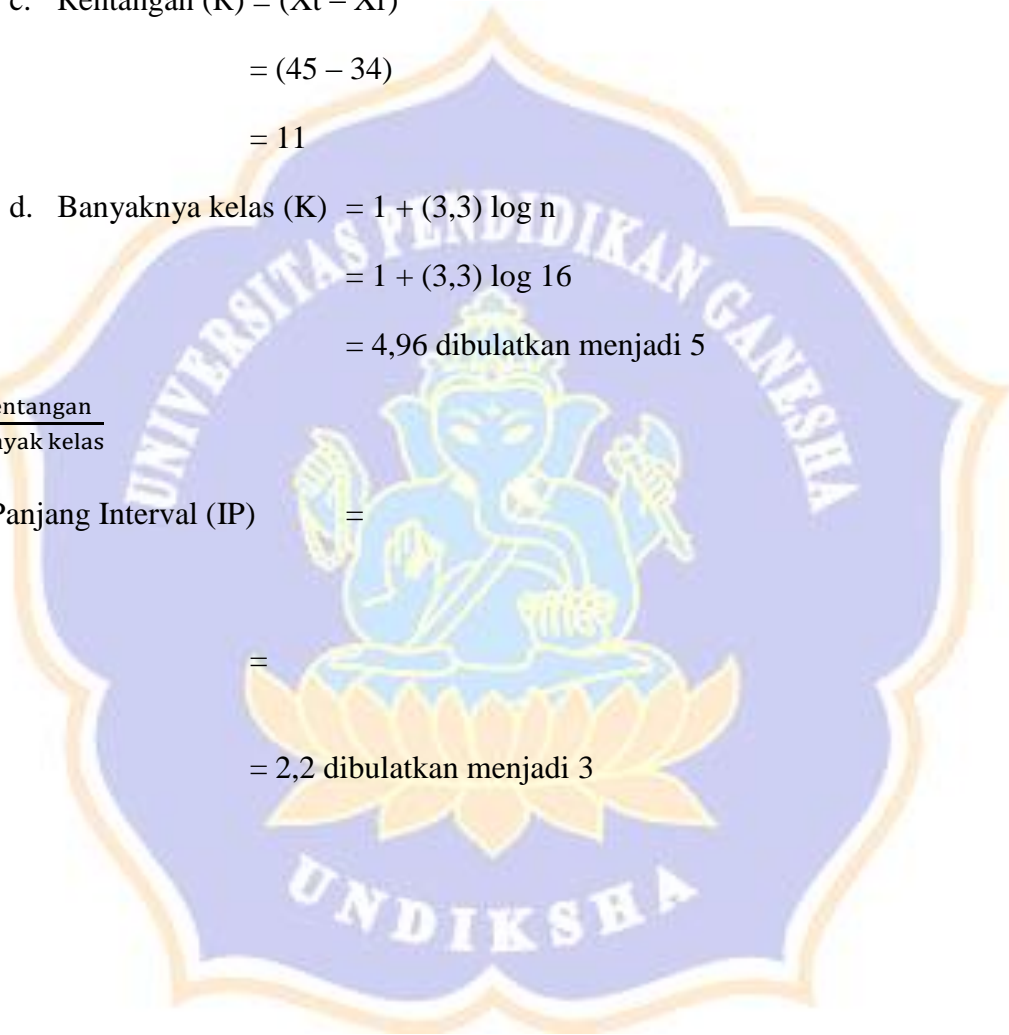 c. Rentangan (R) = (Xt – Xr)
= (45 – 34)
= 11
d. Banyaknya kelas (K) = 1 + (3,3) log n
= 1 + (3,3) log 16
= 4,96 dibulatkan menjadi 5
entangan
nyak kelas
Panjang Interval (IP) =
=
= 2,2 dibulatkan menjadi 3
UNIVERSITAS PENDIDIKAN GANESHA
UNDIKSHA